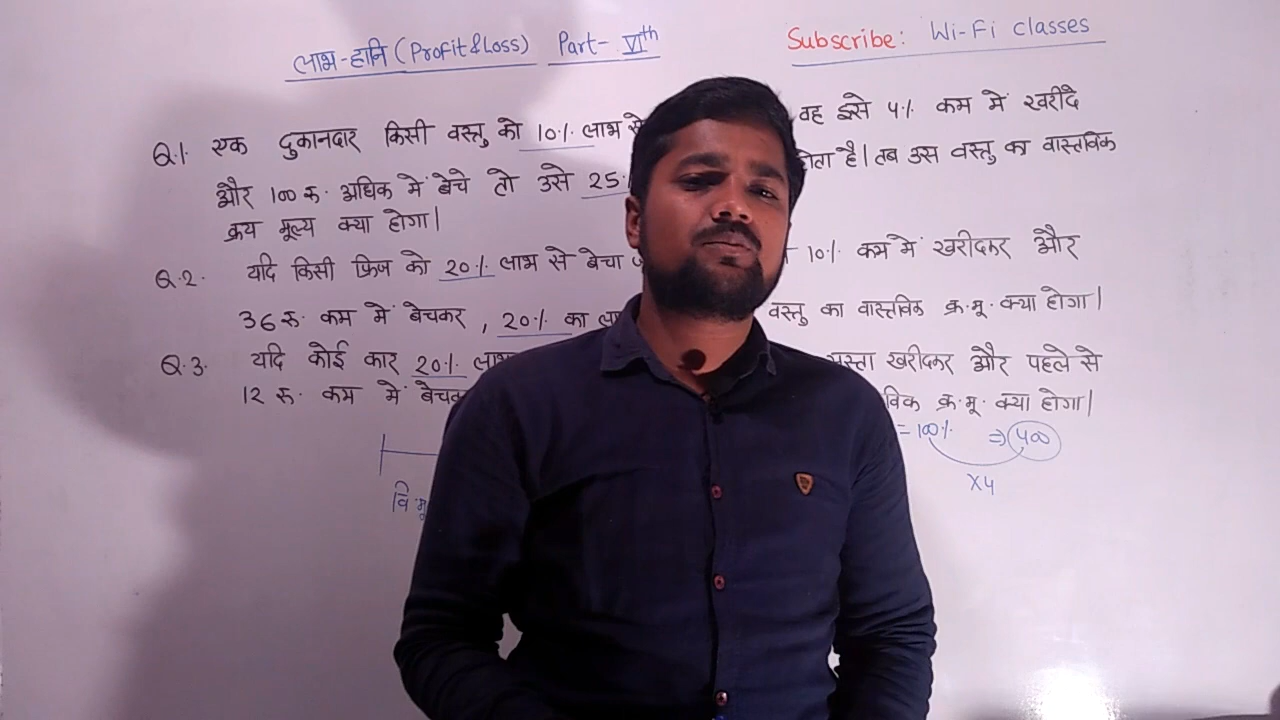 लाभ-हानि (Profit & Loss) Part- VIth
Subscribe: Wi-Fi classes
Q.1. एक दुकानदार किसी वस्तु को 10% लाभ से वह इसे 4% कम में खरीदे
और 100 रु. अधिक में बेचे तो उसे 25 होता है। तब उस वस्तु का वास्तविक
क्रय मूल्य क्या होगा।
Q.2. यदि किसी फ्रिज को 20% लाभ से बेचा 10% कम में खरीदकर और
36 रु. कम में बेचकर, 20% का वस्तु का वास्तविक क्र.मू. क्या होगा।
Q.3. यदि कोई कार 20% सस्ता खरीदकर और पहले से
12 रु. कम में क्र.मू. क्या होगा।
= 100% ⇒ 400
x4